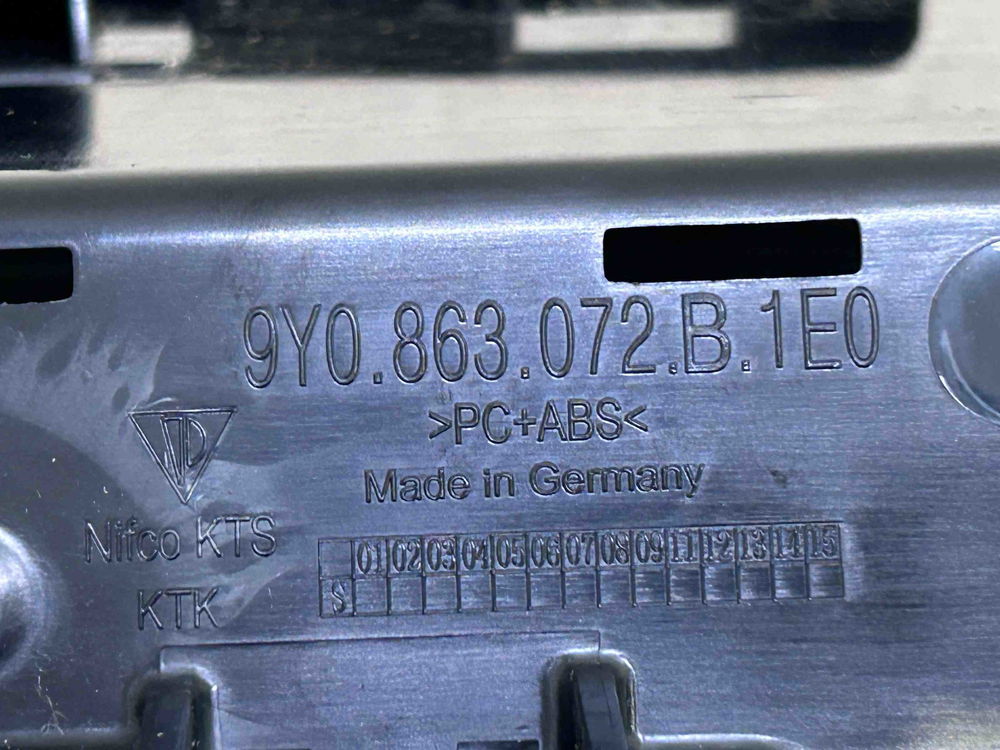 9Y0.863.072.B.1E0
>PC+ABS<
Made in Germany
Nifco KTS
KTK
01 02 03 04 05 06 07 08 09 11 12 13 14 15
S